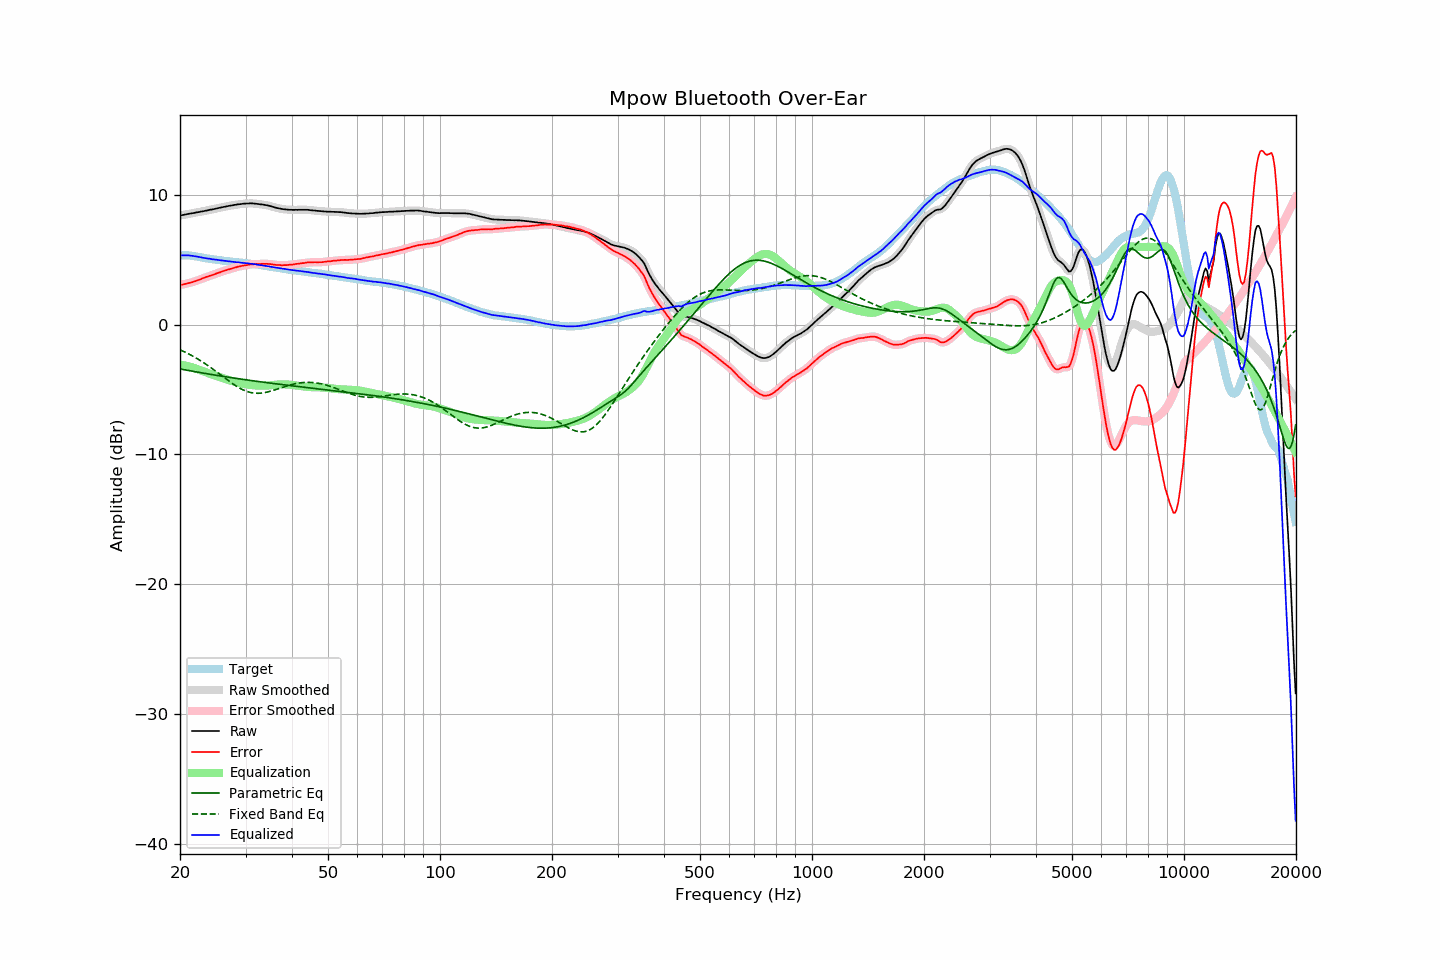 Mpow Bluetooth Over-Ear
Amplitude (dBr)
10
0
−10
−20
−30
−40
Target
Raw Smoothed
Error Smoothed
Raw
Error
Equalization
Parametric Eq
Fixed Band Eq
Equalized
20 50 100 200 500 1000 2000 5000 10000 20000
Frequency (Hz)